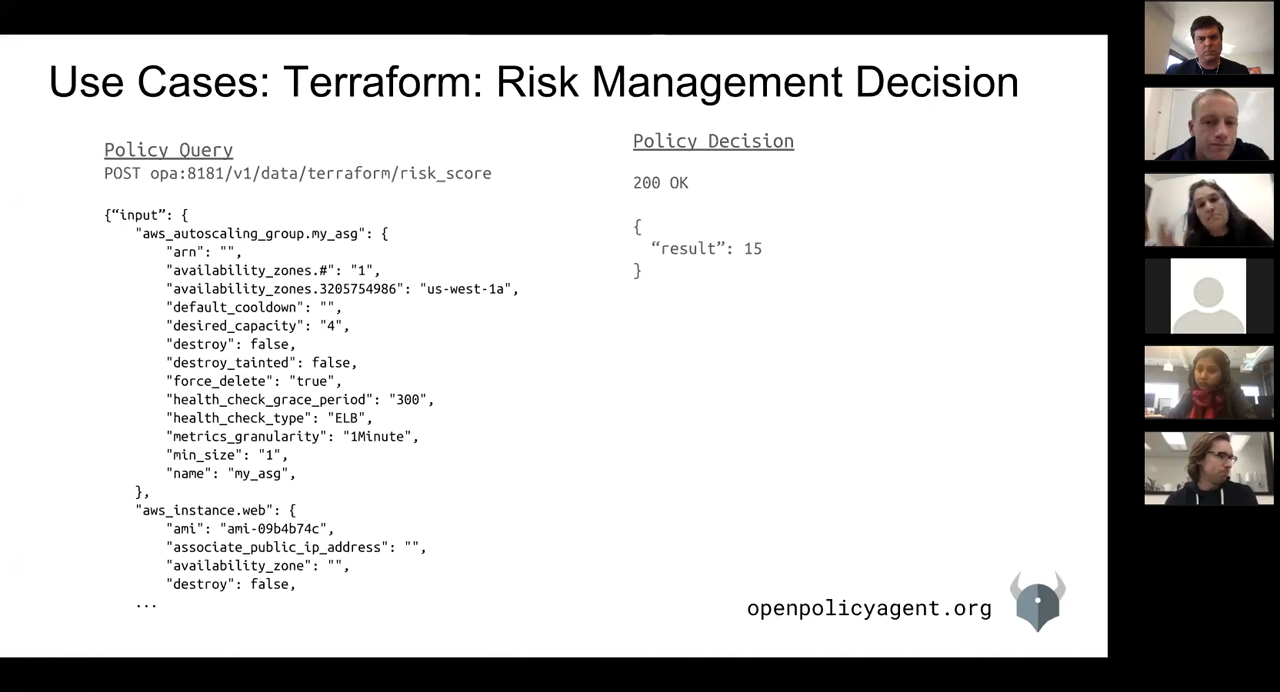 Use Cases: Terraform: Risk Management Decision
Policy Query
POST opa:8181/v1/data/terraform/risk_score
{“input”: {
"aws_autoscaling_group.my_asg": {
"arn": "",
"availability_zones.#": "1",
"availability_zones.3205754986": "us-west-1a",
"default_cooldown": "",
"desired_capacity": "4",
"destroy": false,
"destroy_tainted": false,
"force_delete": "true",
"health_check_grace_period": "300",
"health_check_type": "ELB",
"metrics_granularity": "1Minute",
"min_size": "1",
"name": "my_asg",
},
"aws_instance.web": {
"ami": "ami-09b4b74c",
"associate_public_ip_address": "",
"availability_zone": "",
"destroy": false,
...
Policy Decision
200 OK
{
“result”: 15
}
openpolicyagent.org